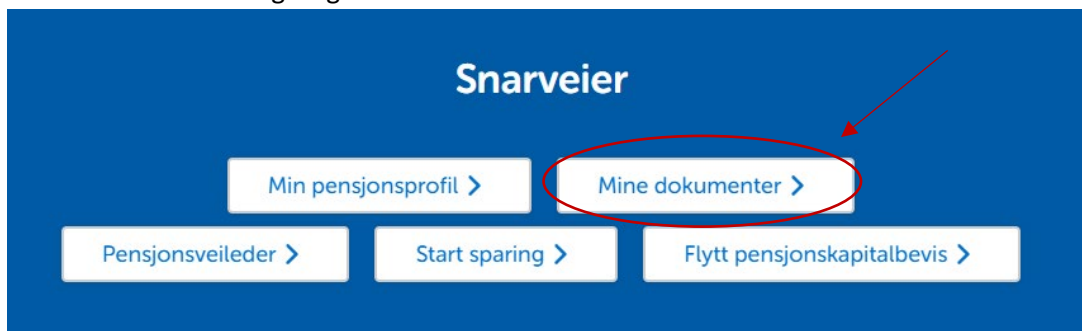 Snarveier
Min pensjonsprofil > Mine dokumenter >
Pensjonsveileder > Start sparing > Flytt pensjonskapitalbevis >